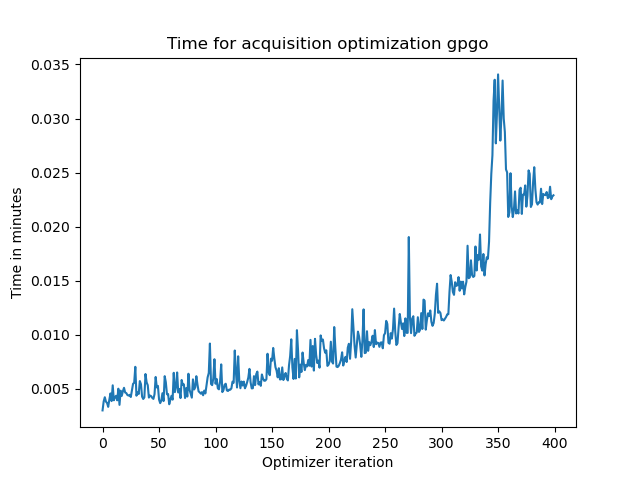 Time for acquisition optimization gpgo
0.035
0.030
0.025
0.020
0.015
0.010
0.005
Time in minutes
0 50 100 150 200 250 300 350 400
Optimizer iteration